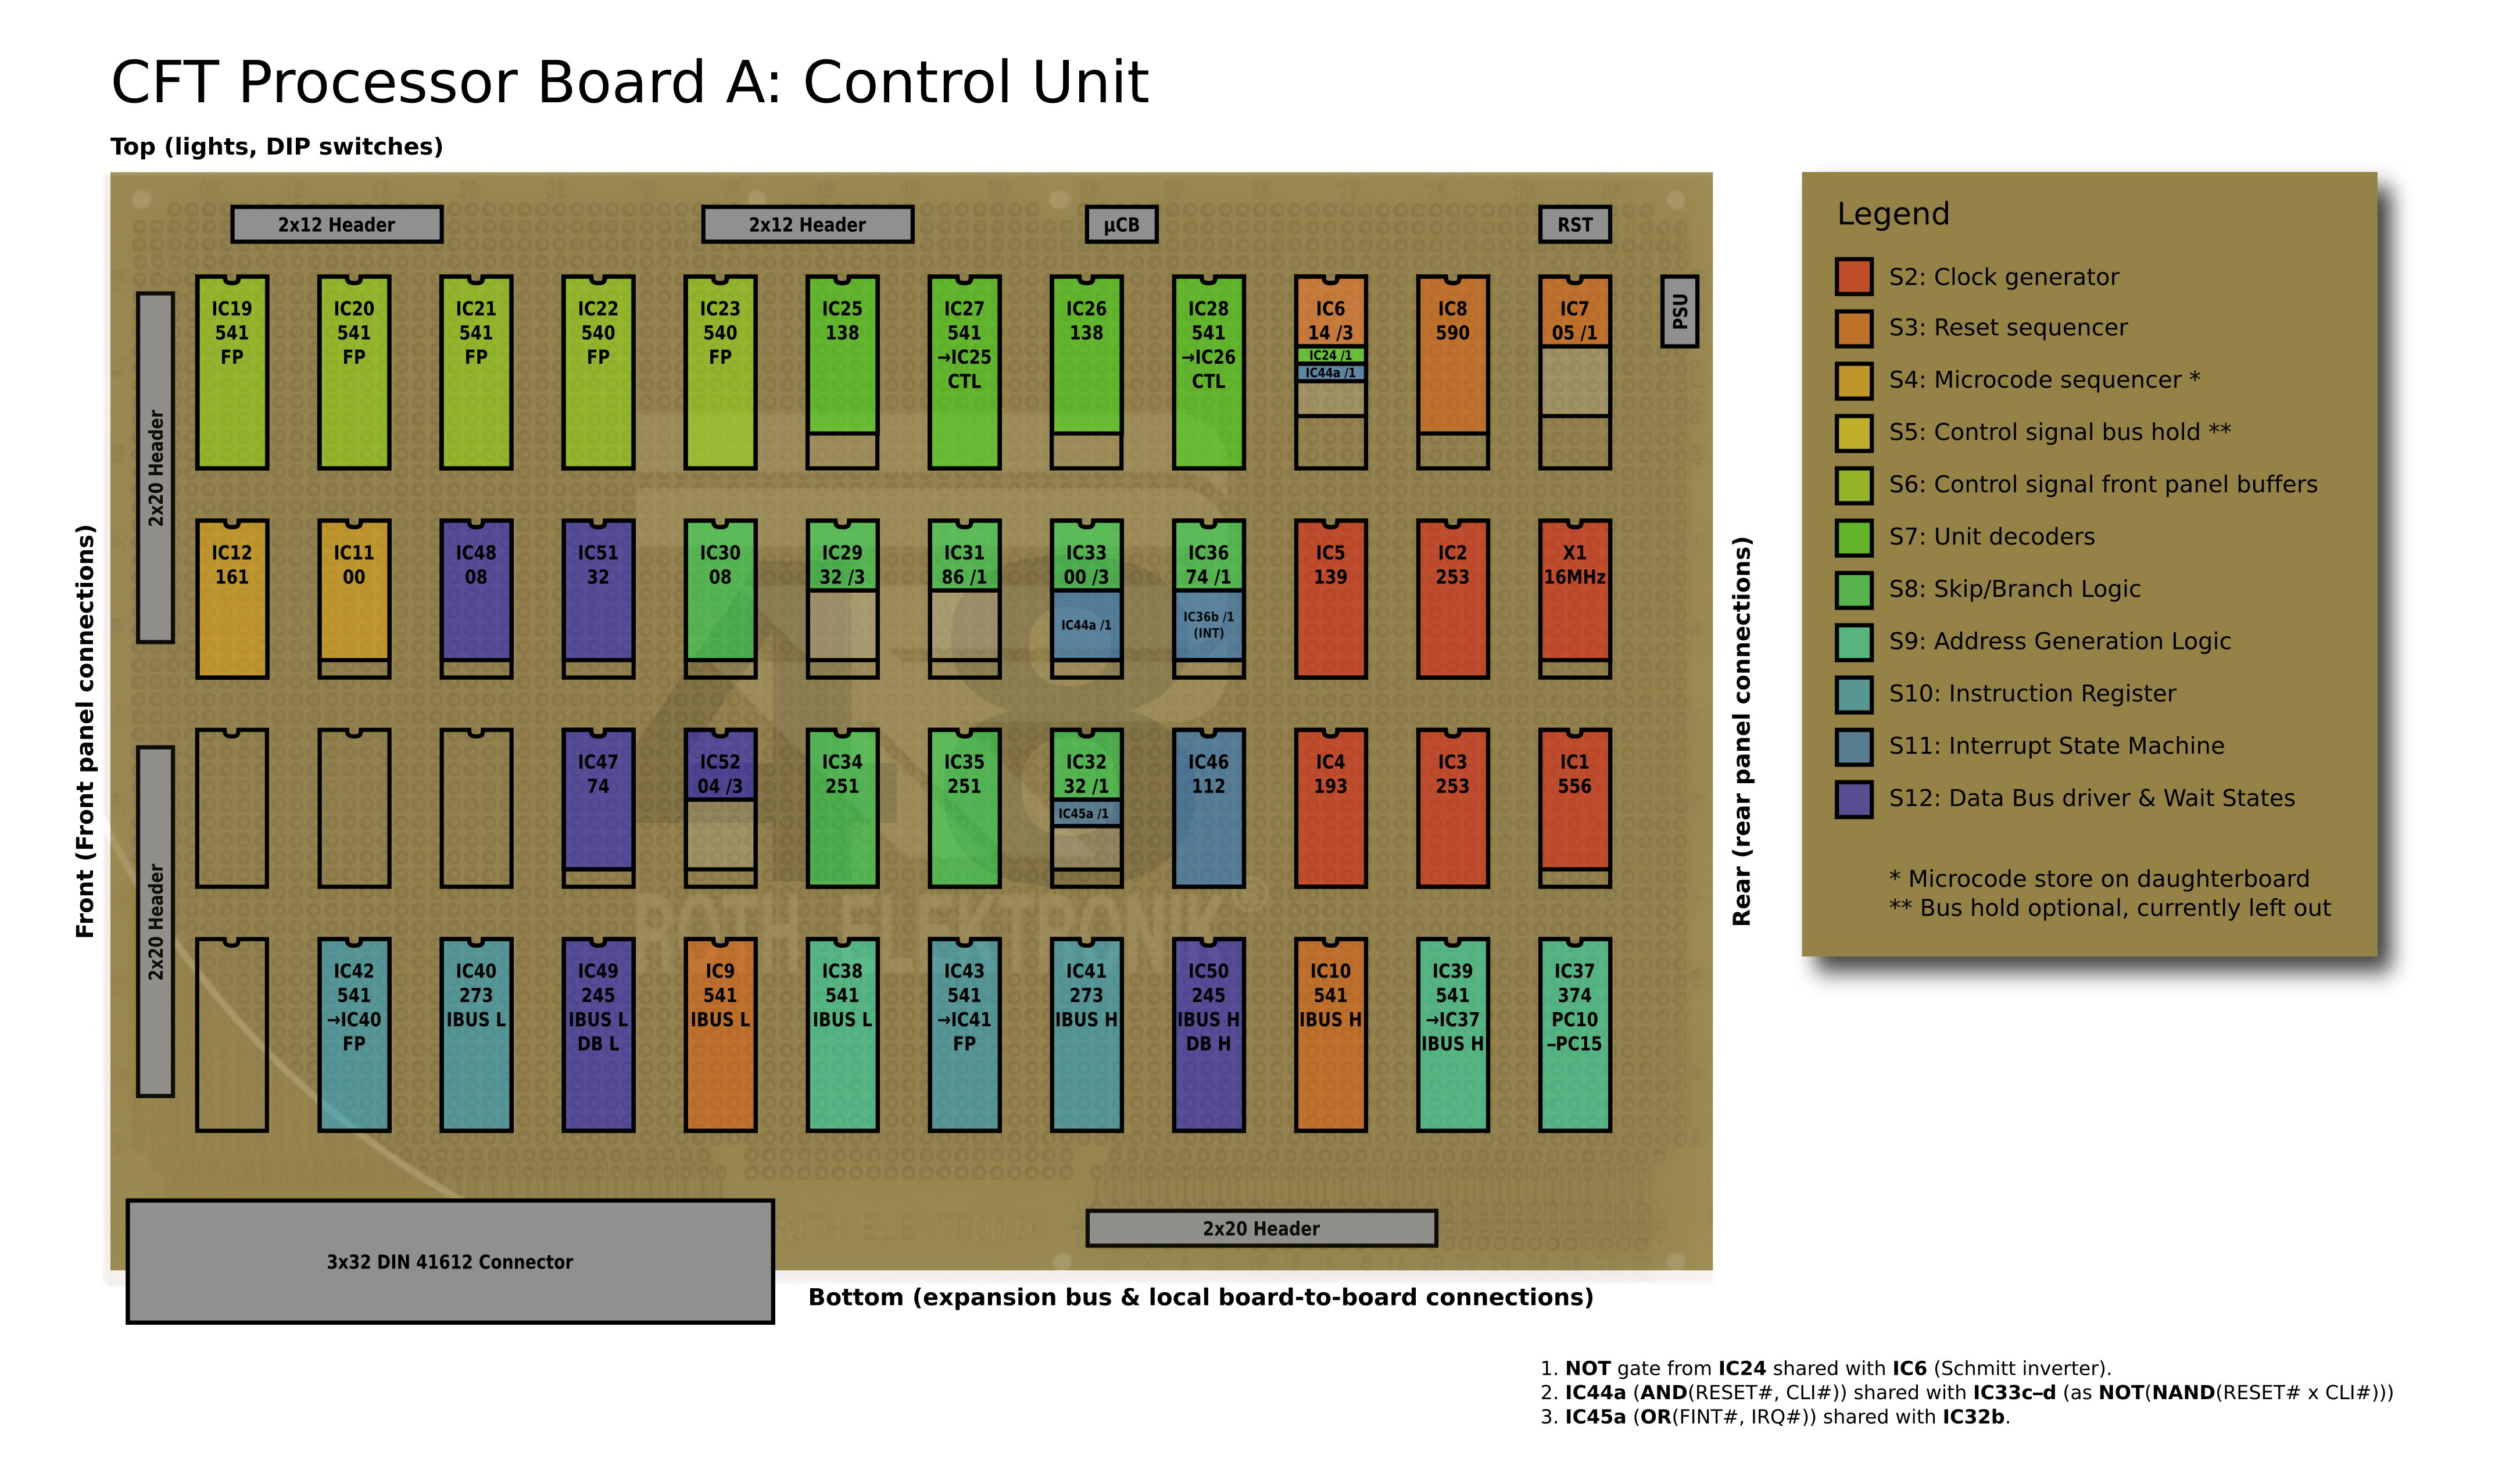 CFT Processor Board A: Control Unit
Top (lights, DIP switches)
2x12 Header
2x12 Header
µCB
RST
PSU
2x20 Header
2x20 Header
Front (Front panel connections)
Rear (rear panel connections)
IC19
541
FP
IC20
541
FP
IC21
541
FP
IC22
540
FP
IC23
540
FP
IC25
138
IC27
541
→IC25
CTL
IC26
138
IC28
541
→IC26
CTL
IC6
14 /3
IC24 /1
IC44a /1
IC8
590
IC7
05 /1
IC12
161
IC11
00
IC48
08
IC51
32
IC30
08
IC29
32 /3
IC31
86 /1
IC33
00 /3
IC44a /1
IC36
74 /1
IC36b /1
(INT)
IC5
139
IC2
253
X1
16MHz
IC47
74
IC52
04 /3
IC34
251
IC35
251
IC32
32 /1
IC45a /1
IC46
112
IC4
193
IC3
253
IC1
556
IC42
541
→IC40
FP
IC40
273
IBUS L
IC49
245
IBUS L
DB L
IC9
541
IBUS L
IC38
541
IBUS L
IC43
541
→IC41
FP
IC41
273
IBUS H
IC50
245
IBUS H
DB H
IC10
541
IBUS H
IC39
541
→IC37
IBUS H
IC37
374
PC10
–PC15
ROTH ELEKTRONIK®
ROTH ELEKTRONIK
3x32 DIN 41612 Connector
2x20 Header
Bottom (expansion bus & local board-to-board connections)
Legend
S2: Clock generator
S3: Reset sequencer
S4: Microcode sequencer *
S5: Control signal bus hold **
S6: Control signal front panel buffers
S7: Unit decoders
S8: Skip/Branch Logic
S9: Address Generation Logic
S10: Instruction Register
S11: Interrupt State Machine
S12: Data Bus driver & Wait States
* Microcode store on daughterboard
** Bus hold optional, currently left out
1. NOT gate from IC24 shared with IC6 (Schmitt inverter).
2. IC44a (AND(RESET#, CLI#)) shared with IC33c–d (as NOT(NAND(RESET# x CLI#)))
3. IC45a (OR(FINT#, IRQ#)) shared with IC32b.